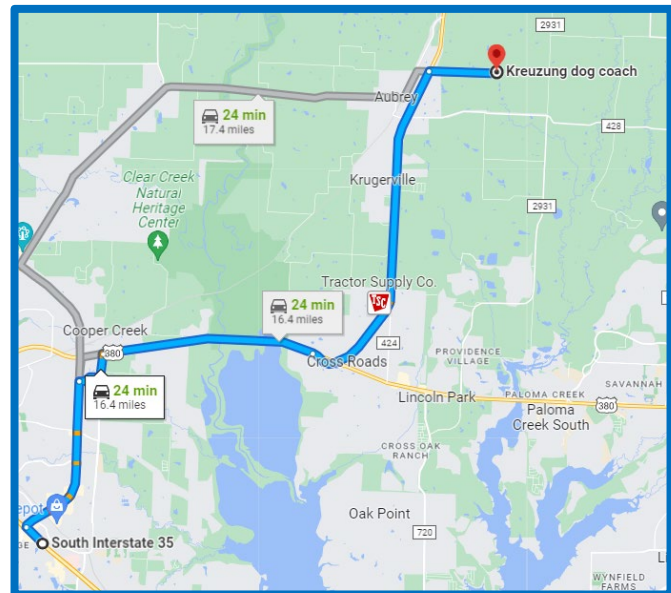 2931
Kreuzung dog coach
Aubrey
24 min
17.4 miles
428
Krugerville
Clear Creek
Natural
Heritage
Center
2931
Tractor Supply Co.
TSC
24 min
16.4 miles
Cooper Creek
380
424
Cross Roads
PROVIDENCE
VILLAGE
24 min
16.4 miles
Lincoln Park
PALOMA CREEK
SAVANNAH
380
Paloma
Creek South
CROSS OAK
RANCH
epot
Oak Point
720
South Interstate 35
GE
WYNFIELD
FARMS